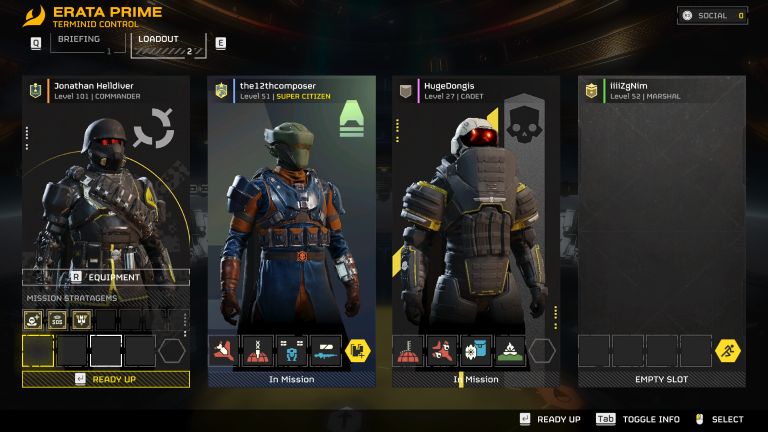 ERATA PRIME
TERMINID CONTROL
SOCIAL 0
Q
BRIEFING
1
LOADOUT
2
E
Jonathan Helldiver
Level 101 | COMMANDER
the12thcomposer
Level 51 | SUPER CITIZEN
HugeDongis
Level 27 | CADET
iiiiZgNim
Level 52 | MARSHAL
R EQUIPMENT
MISSION STRATAGEMS
SOS
READY UP
In Mission
In Mission
EMPTY SLOT
READY UP
Tab TOGGLE INFO
SELECT